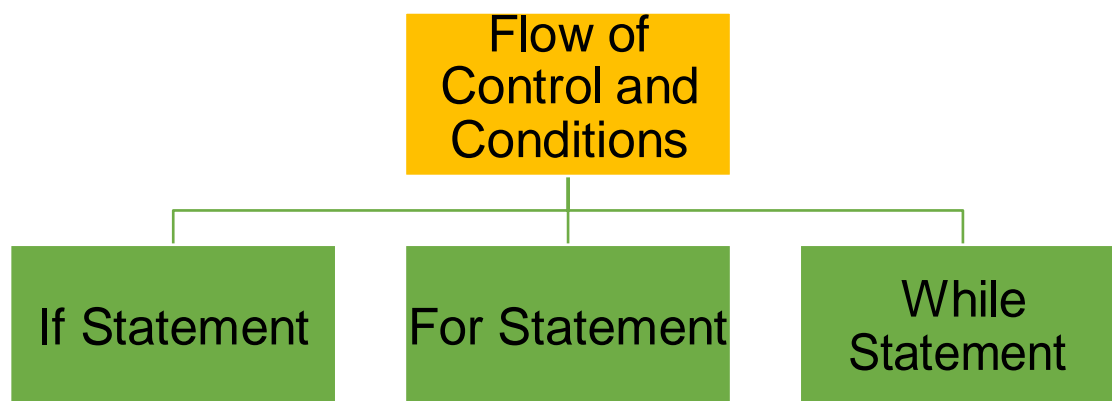 Flow of
Control and
Conditions
If Statement
For Statement
While
Statement